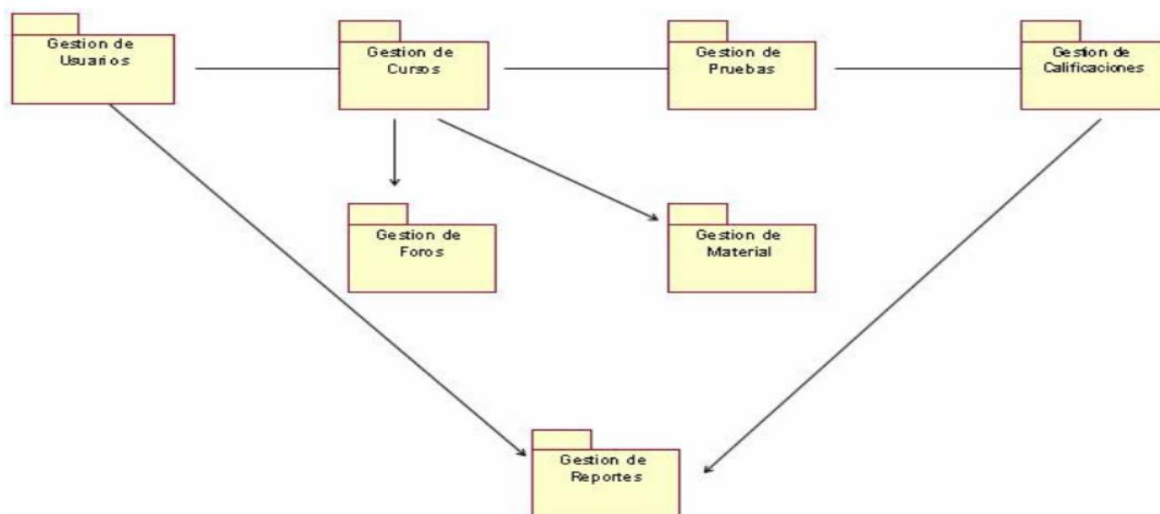 Gestion de
Usuarios
Gestion de
Cursos
Gestion de
Pruebas
Gestion de
Calificaciones
Gestion de
Foros
Gestion de
Material
Gestion de
Reportes